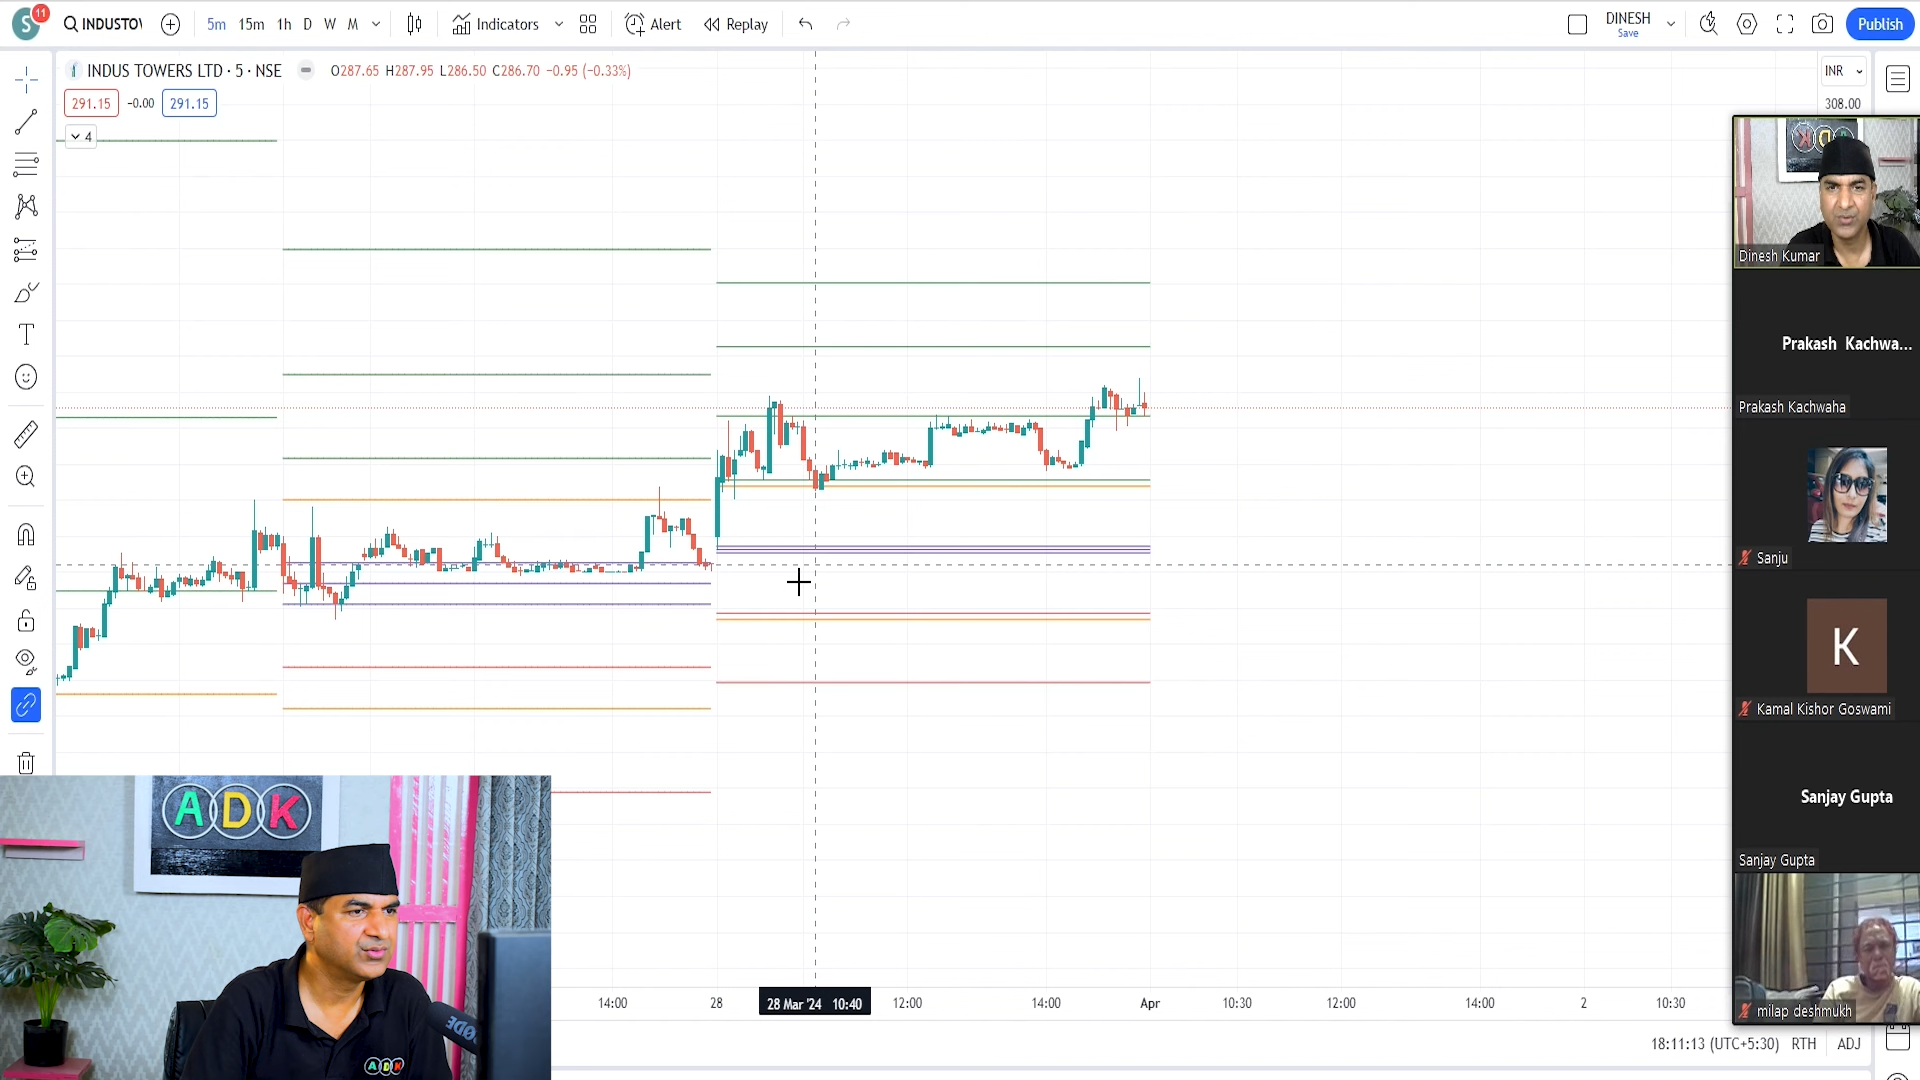 S
11
INDUSTOW
5m 15m 1h D W M
Indicators
Alert
Replay
DINESH
Save
Publish
INDUS TOWERS LTD · 5 · NSE
O287.65 H287.95 L286.50 C286.70 −0.95 (−0.33%)
INR
291.15 -0.00 291.15
308.00
4
Dinesh Kumar
Prakash Kachwa...
Prakash Kachwaha
Sanju
K
Kamal Kishor Goswami
Sanjay Gupta
Sanjay Gupta
milap deshmukh
ADK
ADK
14:00 28 28 Mar '24 10:40 12:00 14:00 Apr 10:30 12:00 14:00 2 10:30
18:11:13 (UTC+5:30) RTH ADJ